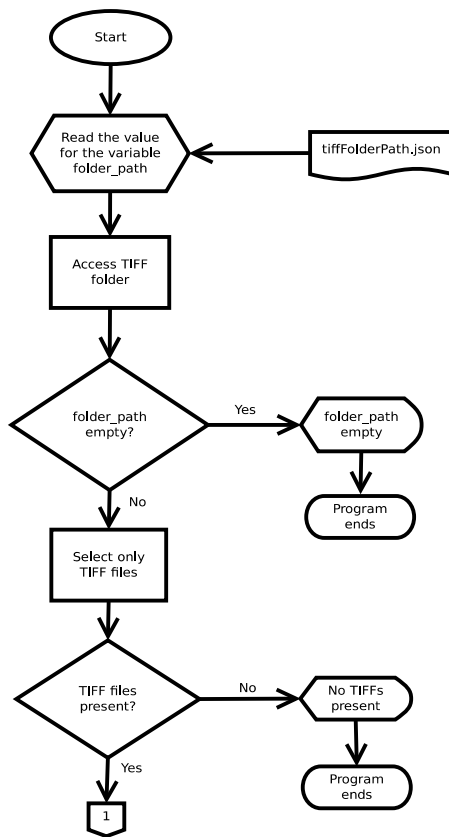 Start
Read the value
for the variable
folder_path
tiffFolderPath.json
Access TIFF
folder
folder_path
empty?
Yes
folder_path
empty
No
Program
ends
Select only
TIFF files
TIFF files
present?
No
No TIFFs
present
Yes
Program
ends
1